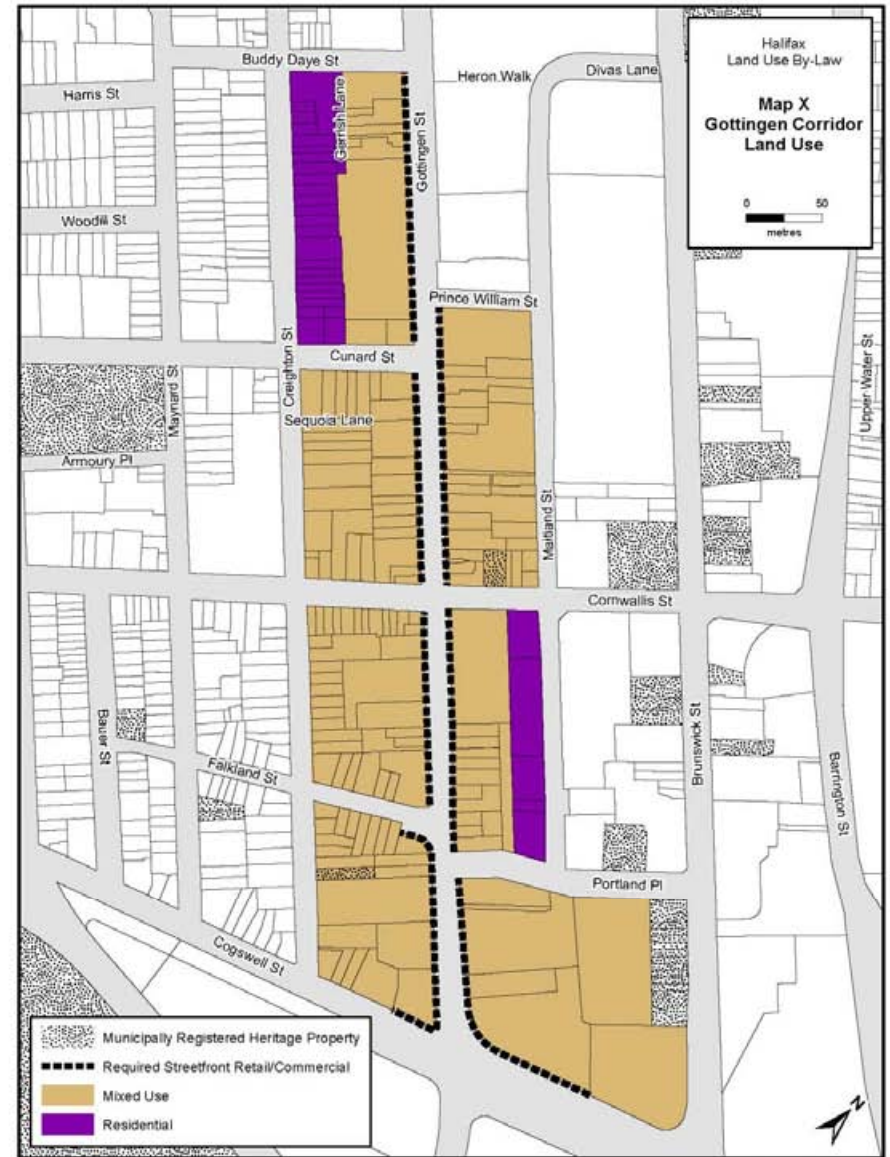 Halifax
Land Use By-Law
Map X
Gottingen Corridor
Land Use
0 50
metres
Buddy Daye St
Heron Walk
Divas Lane
Harris St
Gerrish Lane
Gottingen St
Woodill St
Prince William St
Cunard St
Creighton St
Maynard St
Upper Water St
Sequoia Lane
Armoury Pl
Maitland St
Cornwallis St
Bauer St
Brunswick St
Falkland St
Barrington St
Portland Pl
Cogswell St
Municipally Registered Heritage Property
Required Streetfront Retail/Commercial
Mixed Use
Residential
N